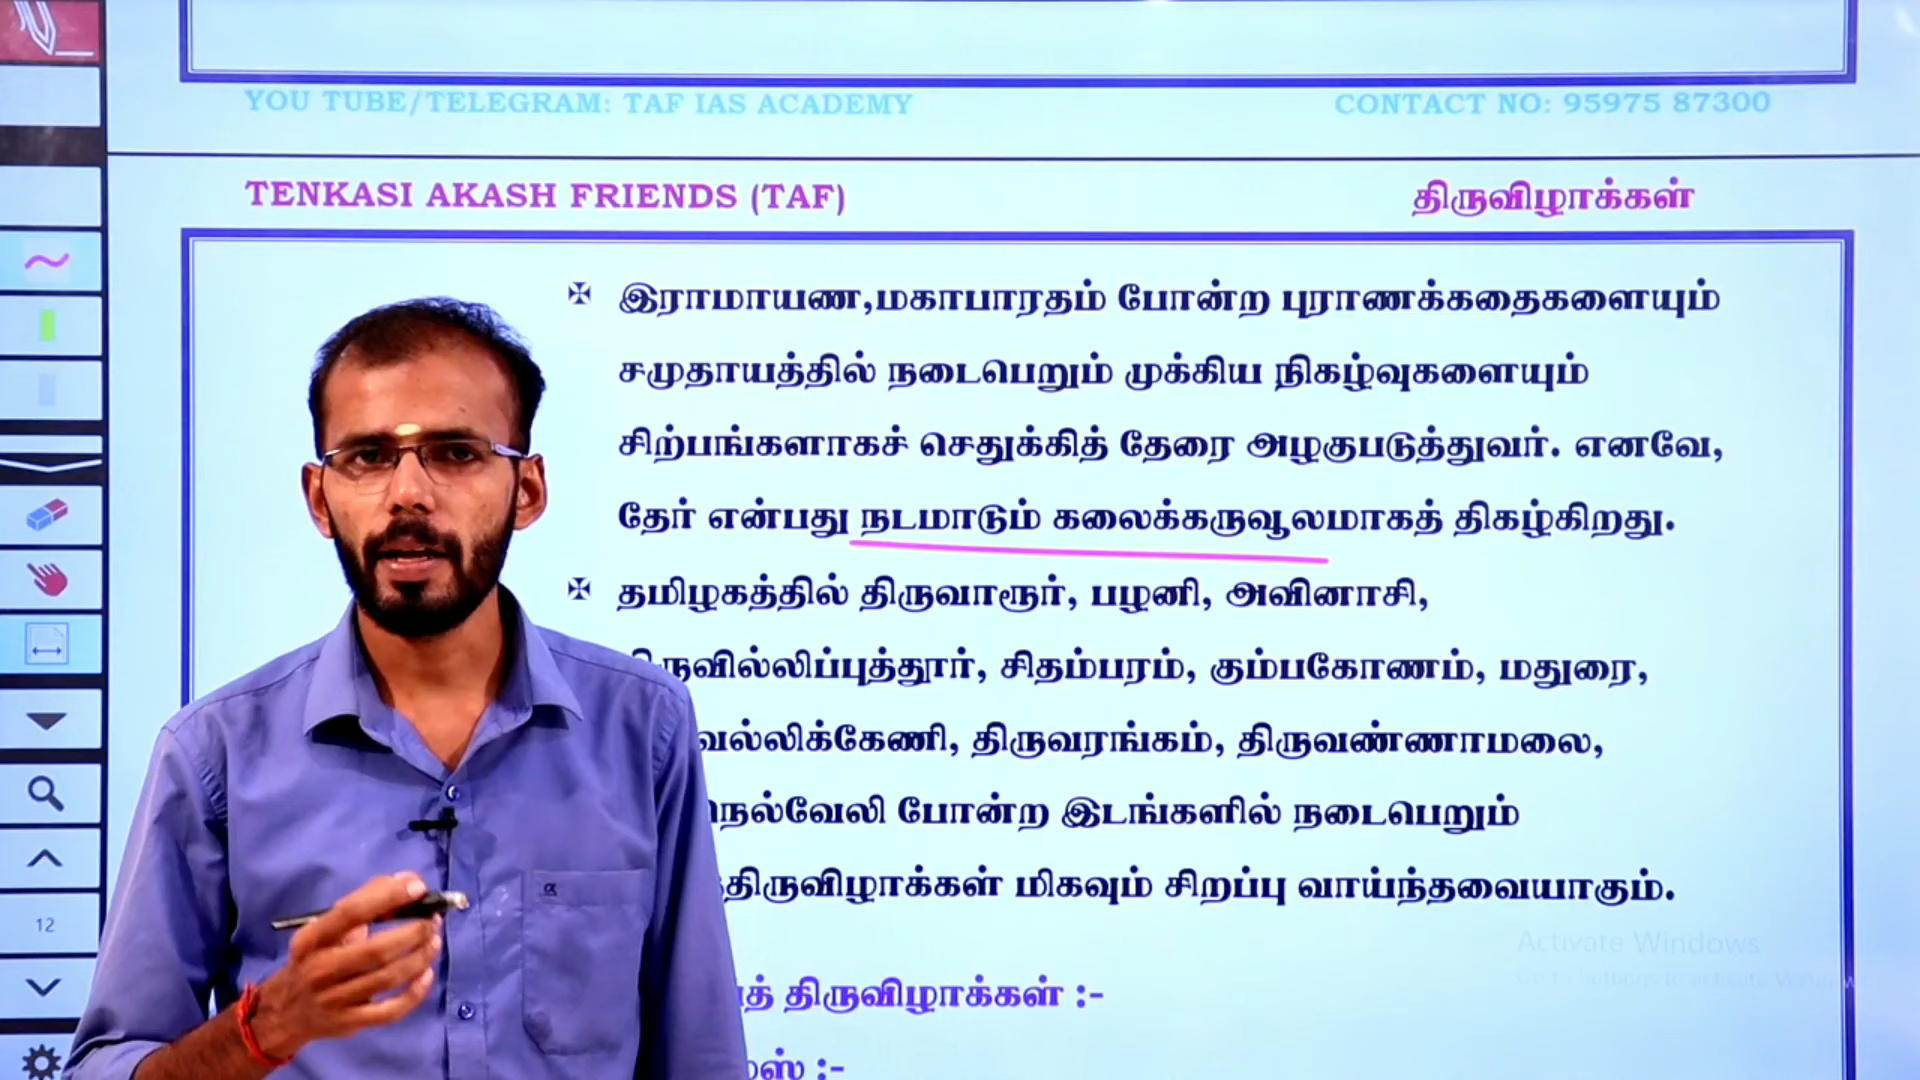 YOU TUBE/TELEGRAM: TAF IAS ACADEMY CONTACT NO: 95975 87300
TENKASI AKASH FRIENDS (TAF) திருவிழாக்கள்
✠ இராமாயண,மகாபாரதம் போன்ற புராணக்கதைகளையும்
சமுதாயத்தில் நடைபெறும் முக்கிய நிகழ்வுகளையும்
சிற்பங்களாகச் செதுக்கித் தேரை அழகுபடுத்துவர். எனவே,
தேர் என்பது நடமாடும் கலைக்கருவூலமாகத் திகழ்கிறது.
✠ தமிழகத்தில் திருவாரூர், பழனி, அவினாசி,
சிதம்பரம், கும்பகோணம், மதுரை,
திருவரங்கம், திருவண்ணாமலை,
போன்ற இடங்களில் நடைபெறும்
மிகவும் சிறப்பு வாய்ந்தவையாகும்.
திருவிழாக்கள் :-
12
Activate Windows